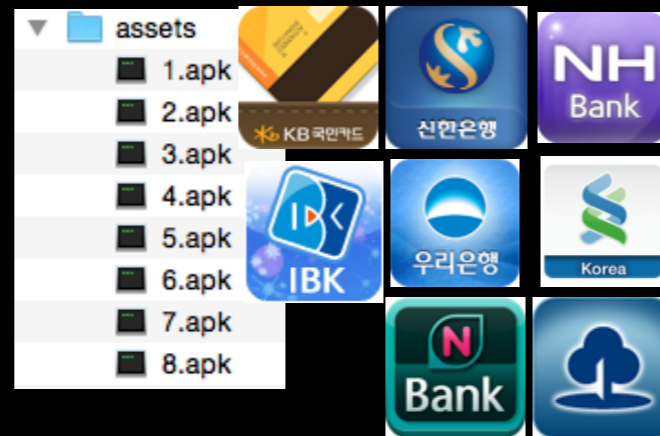 assets
1.apk
2.apk
3.apk
4.apk
5.apk
6.apk
7.apk
8.apk
KB국민카드
신한은행
NH
Bank
IBK
IBK
우리은행
Korea
N
Bank